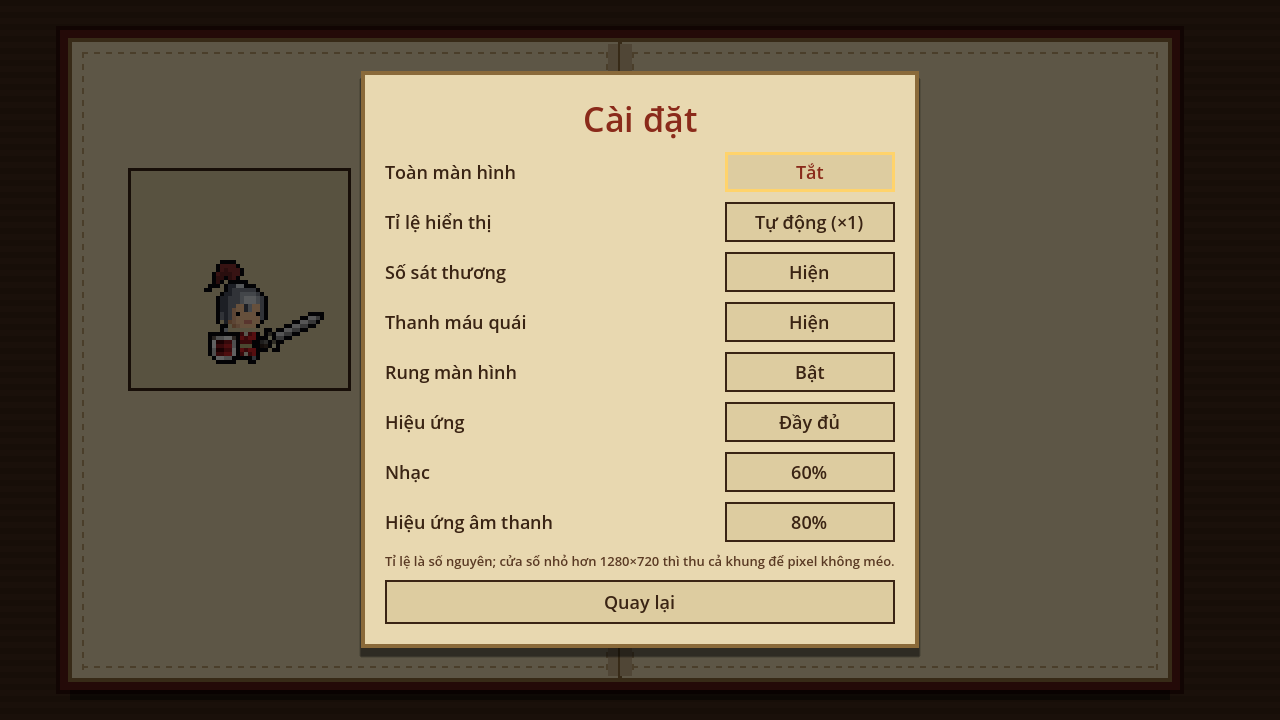 Cài đặt
Toàn màn hình
Tắt
Tỉ lệ hiển thị
Tự động (×1)
Số sát thương
Hiện
Thanh máu quái
Hiện
Rung màn hình
Bật
Hiệu ứng
Đầy đủ
Nhạc
60%
Hiệu ứng âm thanh
80%
Tỉ lệ là số nguyên; cửa sổ nhỏ hơn 1280×720 thì thu cả khung để pixel không méo.
Quay lại